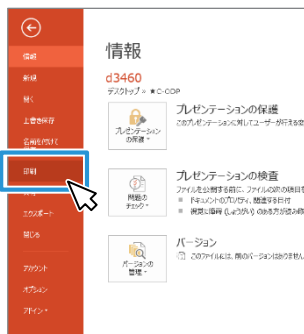 情報
新規
開く
上書き保存
名前を付けて
印刷
エクスポート
閉じる
アカウント
オプション
アドイン
情報
d3460
デスクトップ » ★C-COP
プレゼンテーションの保護
このプレゼンテーションに対してユーザーが行える変
プレゼンテーション
の保護
プレゼンテーションの検査
ファイルを公開する前に、ファイルの次の項目を
ドキュメントのプロパティ、関連する日付
視覚に障碍 (しょうがい) のある方が読み取
問題の
チェック
バージョン
このファイルには、前のバージョンはありません
バージョンの
管理